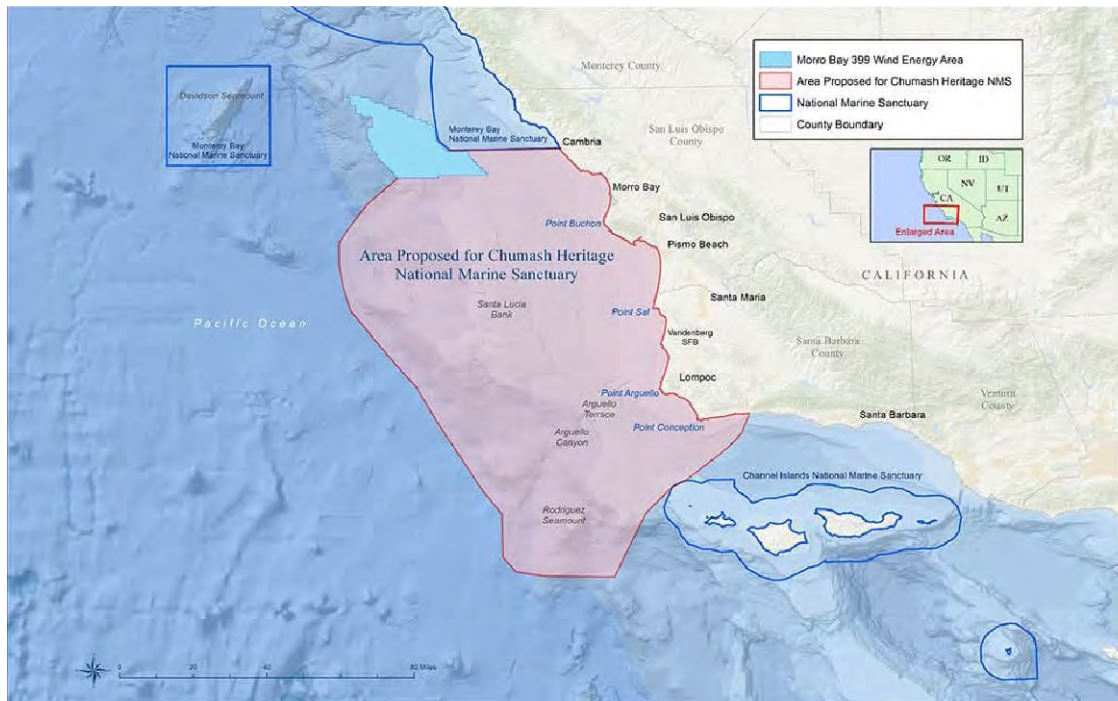 Morro Bay 399 Wind Energy Area
Area Proposed for Chumash Heritage NMS
National Marine Sanctuary
County Boundary
Monterey County
Davidson Seamount
Monterey Bay
National Marine Sanctuary
Monterey Bay
National Marine Sanctuary
Cambria
San Luis Obispo
County
OR
ID
NV
UT
CA
AZ
Enlarged Area
Morro Bay
San Luis Obispo
Point Buchon
Pismo Beach
Area Proposed for Chumash Heritage
National Marine Sanctuary
CALIFORNIA
Santa Lucia
Bank
Santa Maria
Point Sal
Pacific Ocean
Vandenberg
SFB
Santa Barbara
County
Lompoc
Point Arguello
Arguello
Terrace
Ventura
County
Santa Barbara
Point Conception
Arguello
Canyon
Channel Islands National Marine Sanctuary
Rodriguez
Seamount
0
20
40
80 Miles